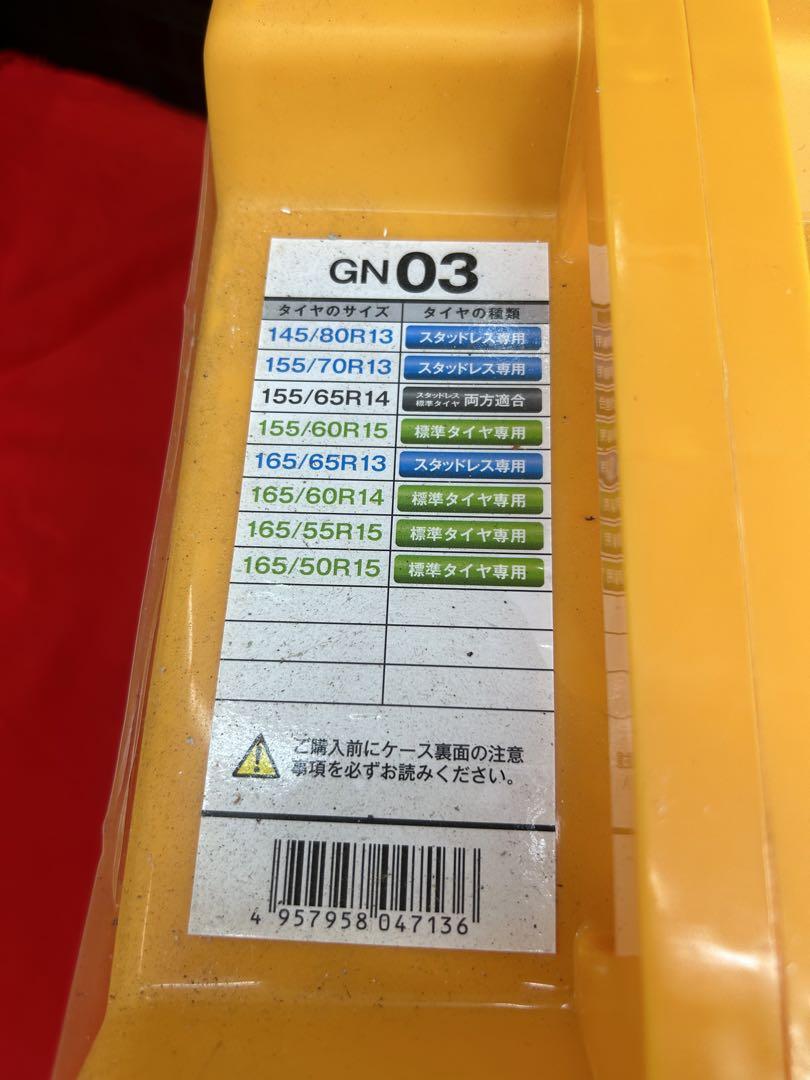 GN 03
タイヤのサイズ タイヤの種類
145/80R13 スタッドレス専用
155/70R13 スタッドレス専用
155/65R14 スタッドレス 標準タイヤ 両方適合
155/60R15 標準タイヤ専用
165/65R13 スタッドレス専用
165/60R14 標準タイヤ専用
165/55R15 標準タイヤ専用
165/50R15 標準タイヤ専用
ご購入前にケース裏面の注意
事項を必ずお読みください。
4 957958 047136